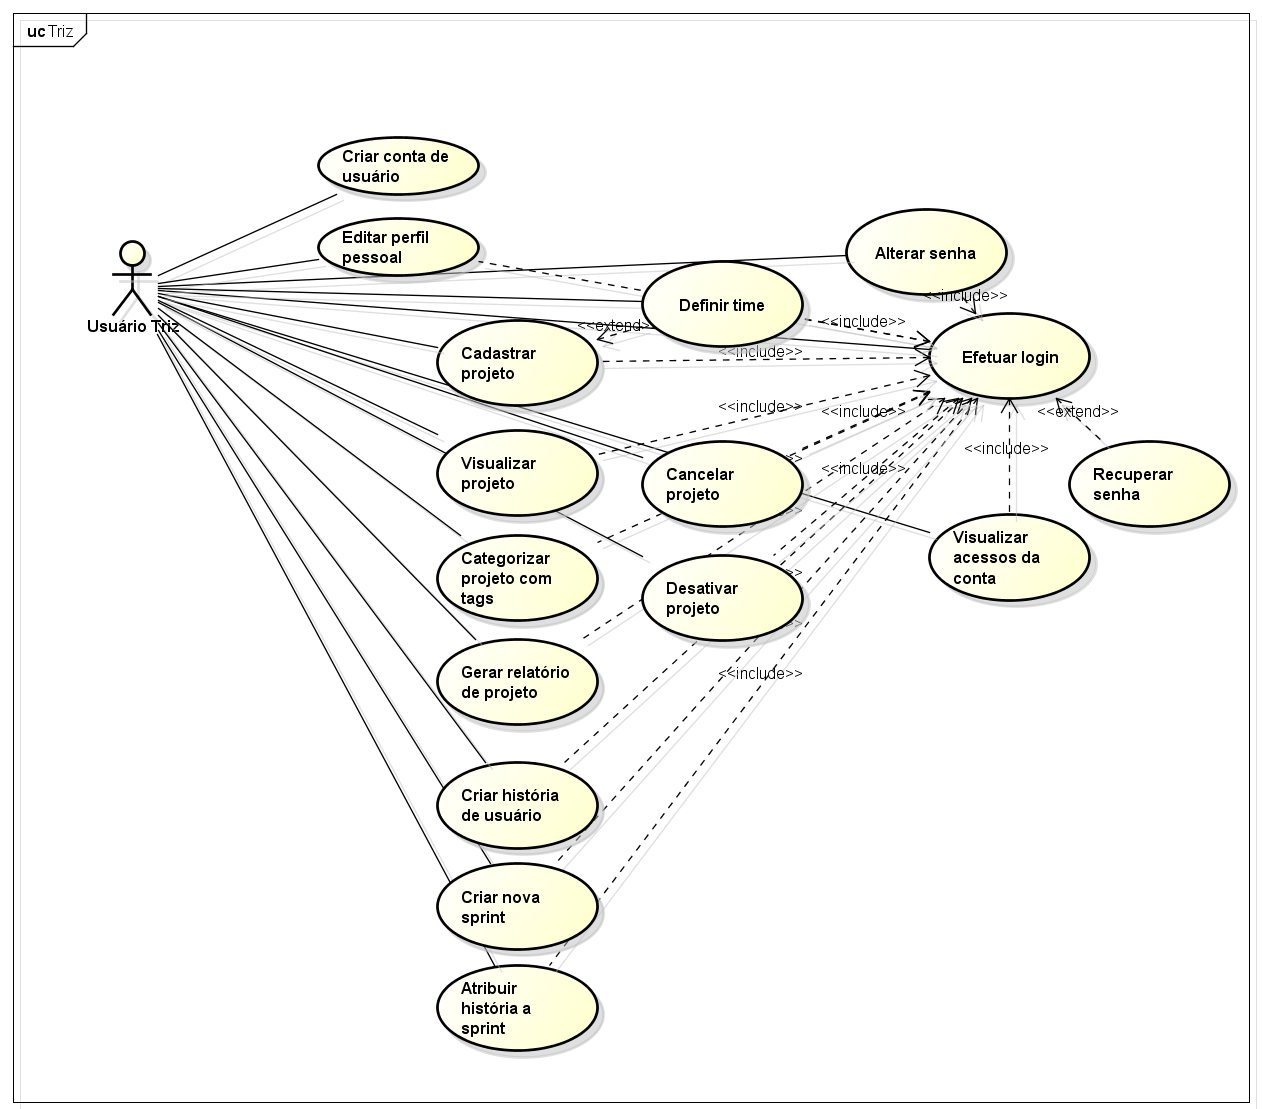 uc Triz
Criar conta de
usuário
Editar perfil
pessoal
Alterar senha
Usuário Triz
Definir time
<<include>>
<<extend>>
<<include>>
<<include>>
Cadastrar
projeto
Efetuar login
<<include>>
<<include>>
<<extend>>
Visualizar
projeto
Cancelar
projeto
>>
<<include>>
<<include>>
Recuperar
senha
>>
Visualizar
acessos da
conta
Categorizar
projeto com
tags
Desativar
projeto
>>
>>
Gerar relatório
de projeto
<<include>>
Criar história
de usuário
Criar nova
sprint
Atribuir
história a
sprint